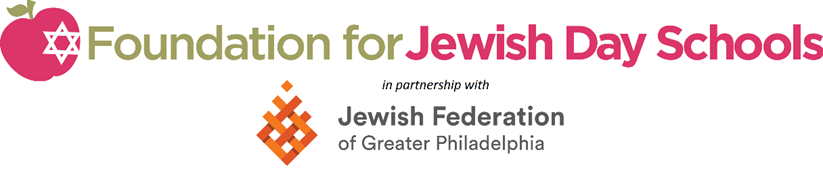 Foundation for Jewish Day Schools
in partnership with
Jewish Federation
of Greater Philadelphia